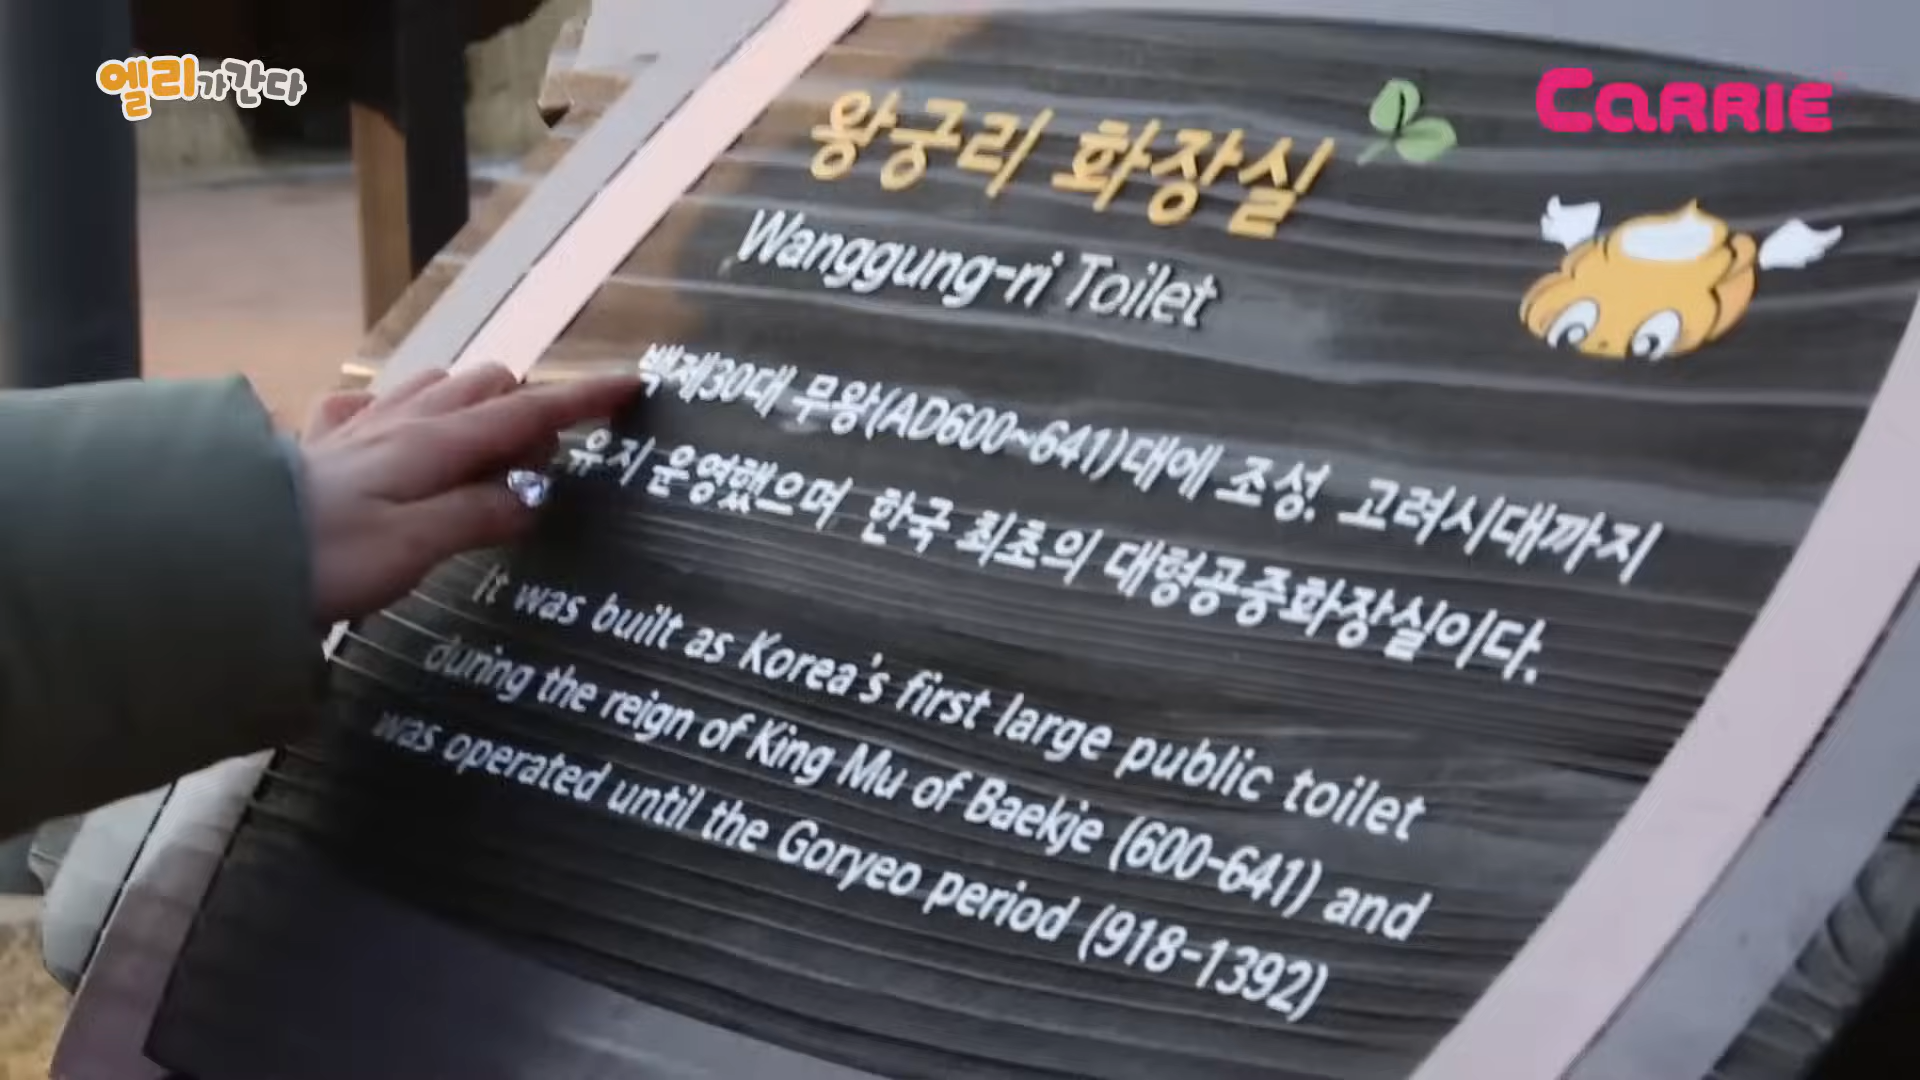 엘리가간다
CARRIE
왕궁리 화장실
Wanggung-ri Toilet
백제30대 무왕(AD600~641)대에 조성. 고려시대까지
유지 운영했으며 한국 최초의 대형공중화장실이다.
It was built as Korea's first large public toilet
during the reign of King Mu of Baekje (600-641) and
was operated until the Goryeo period (918-1392)